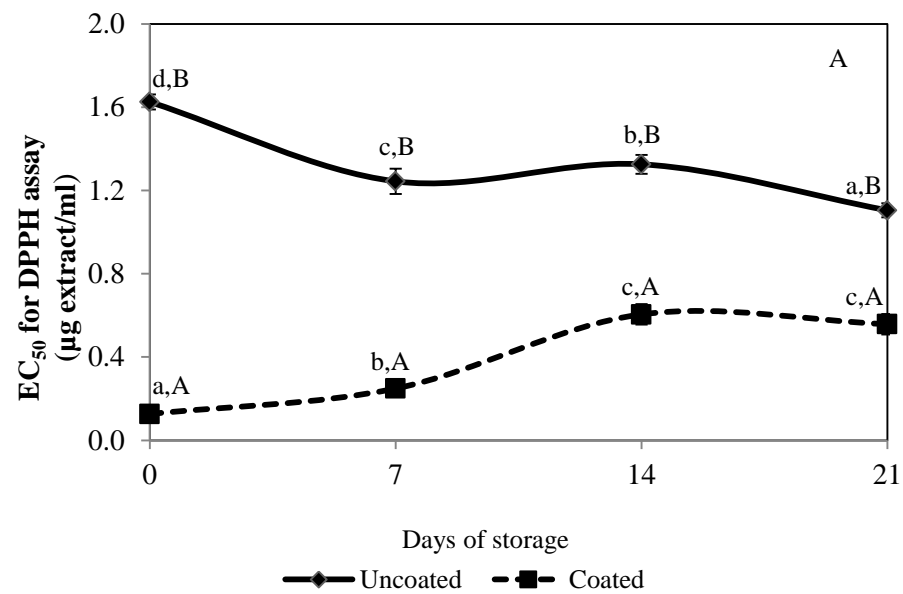 2.0
A
d,B
1.6
c,B
b,B
a,B
1.2
EC₅₀ for DPPH assay
(µg extract/ml)
0.8
c,A
c,A
0.4
b,A
a,A
0.0
0 7 14 21
Days of storage
Uncoated Coated